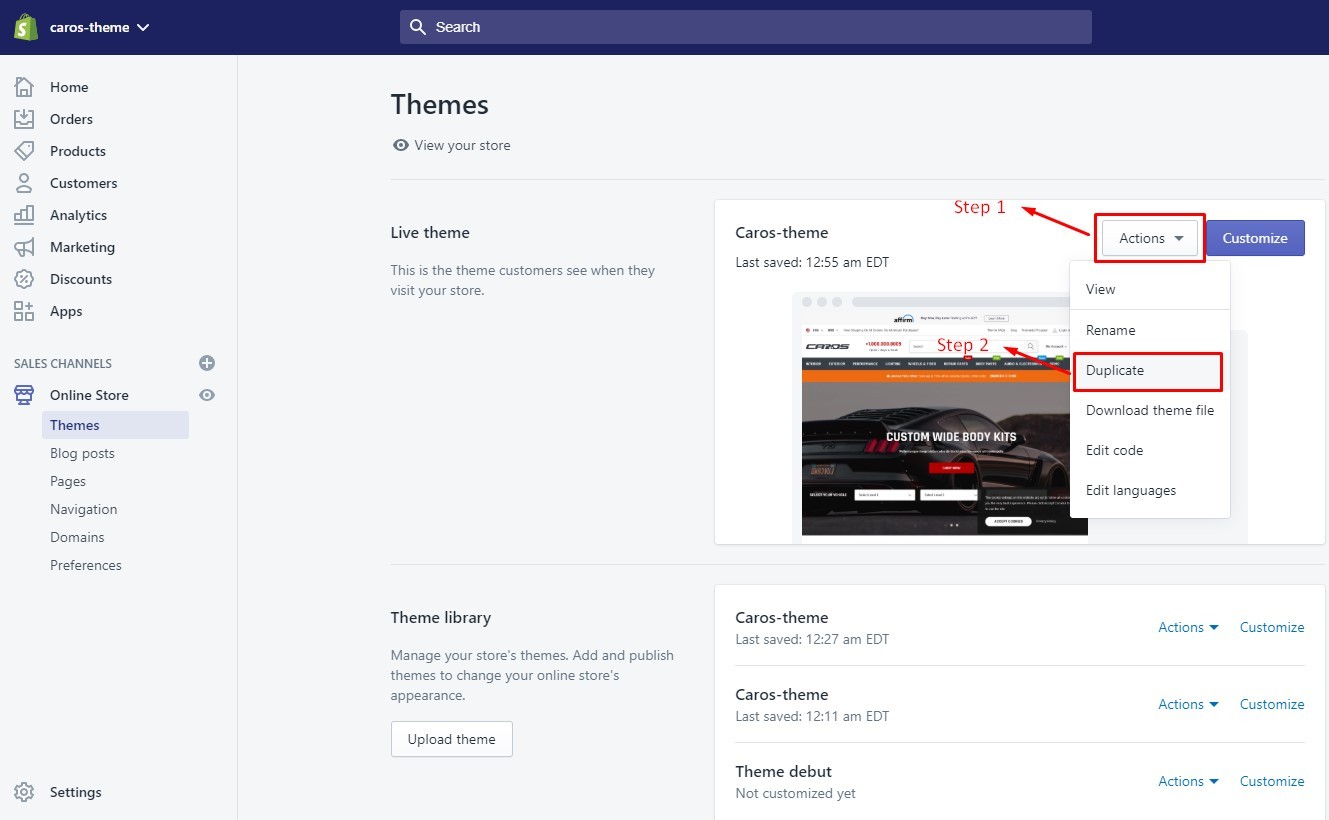 caros-theme
Search
Home
Orders
Products
Customers
Analytics
Marketing
Discounts
Apps
SALES CHANNELS
Online Store
Themes
Blog posts
Pages
Navigation
Domains
Preferences
Settings
Themes
View your store
Live theme
This is the theme customers see when they
visit your store.
Step 1
Caros-theme
Last saved: 12:55 am EDT
Actions
Customize
View
Rename
Step 2
Duplicate
Download theme file
Edit code
Edit languages
affirm
CAROS
CUSTOM WIDE BODY KITS
SHOP NOW
ACCEPT COOKIES
Theme library
Manage your store's themes. Add and publish
themes to change your online store's
appearance.
Upload theme
Caros-theme
Last saved: 12:27 am EDT
Actions
Customize
Caros-theme
Last saved: 12:11 am EDT
Actions
Customize
Theme debut
Not customized yet
Actions
Customize